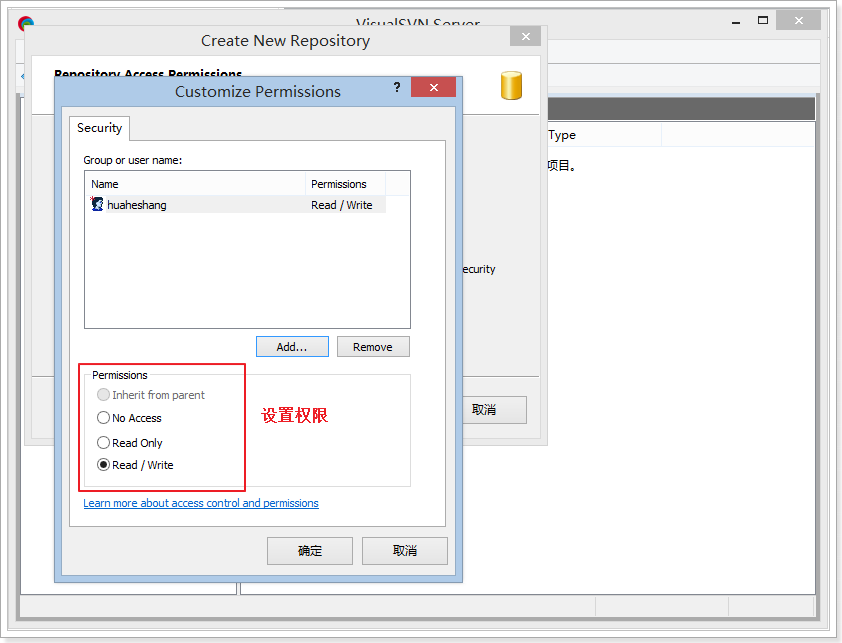 VisualSVN Server
Create New Repository
Repository Access Permissions
Customize Permissions
?
Security
Group or user name:
Name Permissions
huaheshang Read / Write
Add... Remove
Permissions
Inherit from parent
No Access
Read Only
Read / Write
设置权限
Learn more about access control and permissions
确定 取消
Type
项目。
ecurity
取消